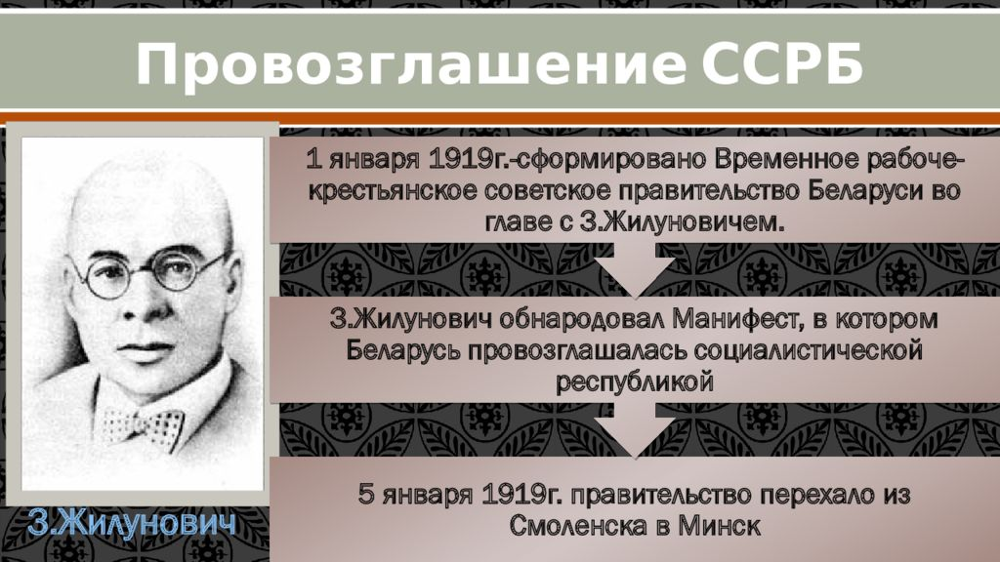 Провозглашение ССРБ
1 января 1919г.-сформировано Временное рабоче-
крестьянское советское правительство Беларуси во
главе с З.Жилуновичем.
З.Жилунович обнародовал Манифест, в котором
Беларусь провозглашалась социалистической
республикой
5 января 1919г. правительство перехало из
Смоленска в Минск
З.Жилунович